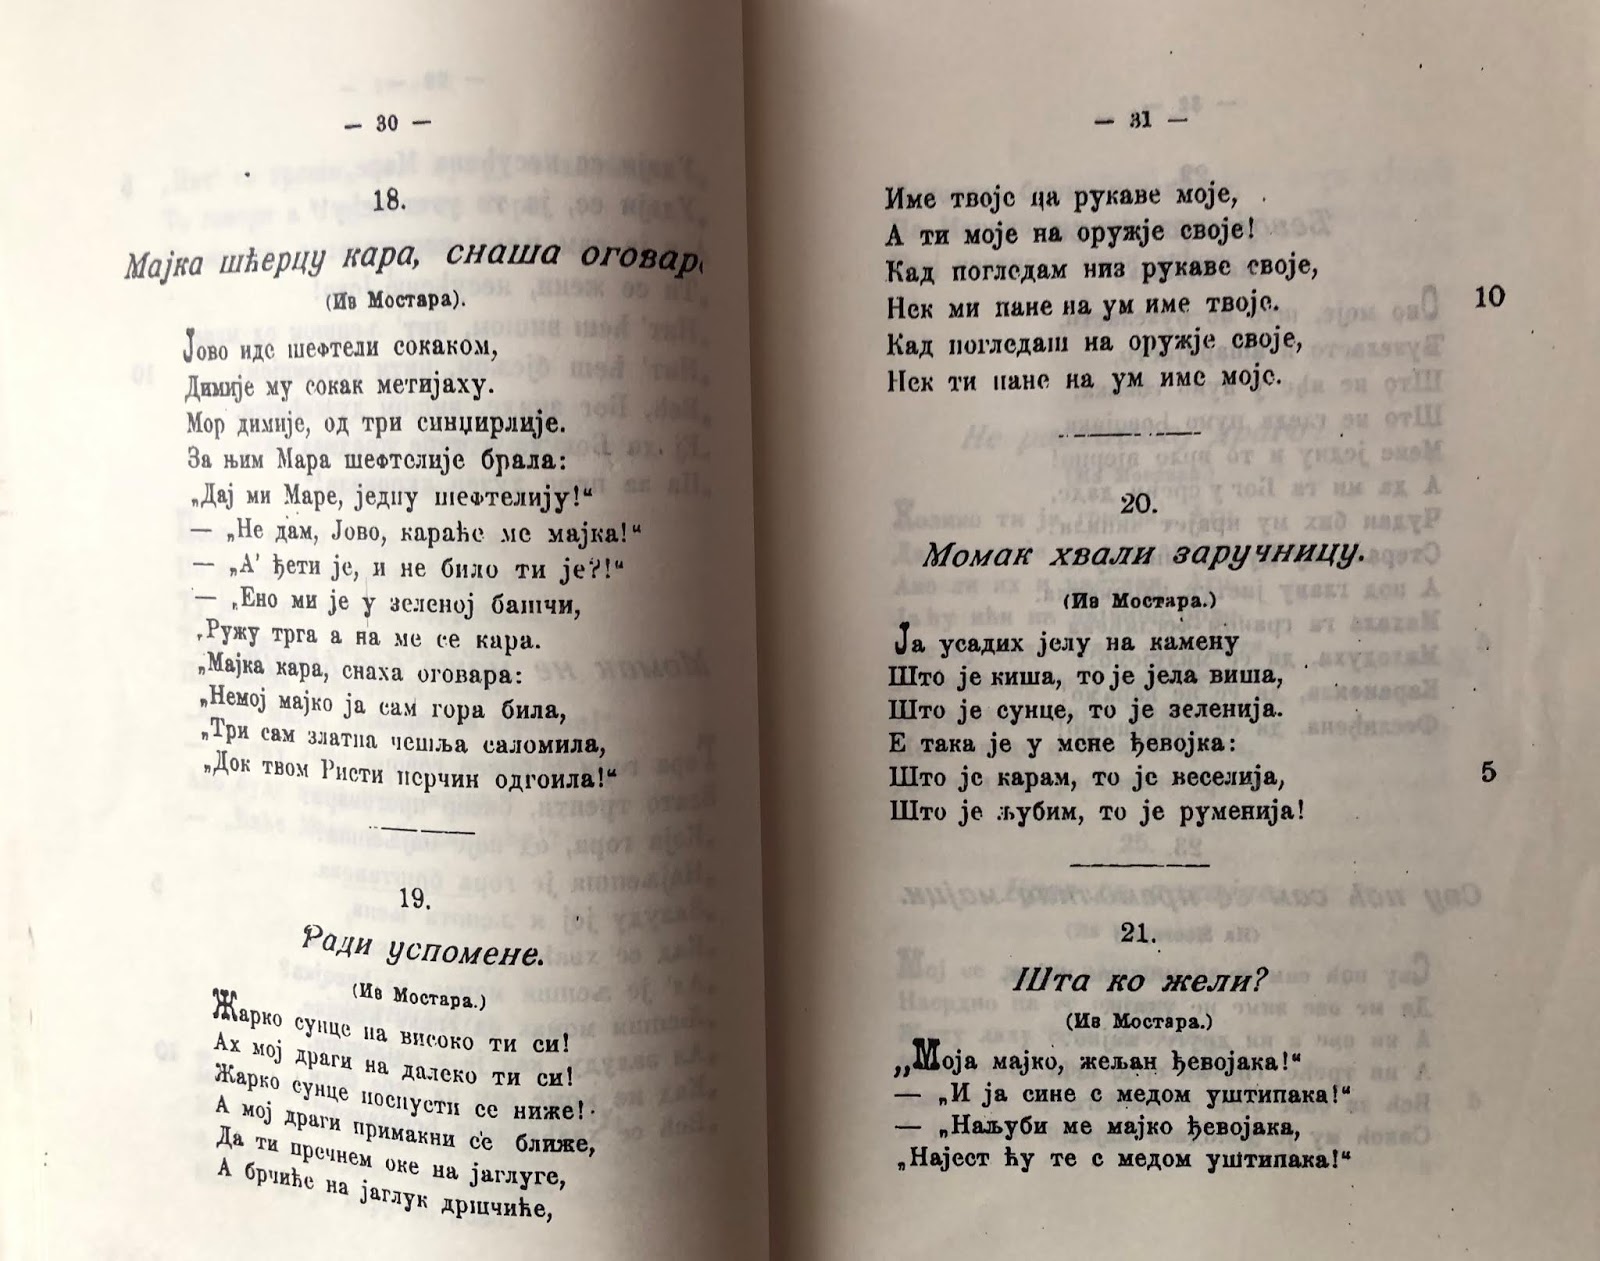 — 30 —
18.
Мајка шћерцу кара, снаша оговара
(Ив Мостара).
Јово иде шефтели сокаком,
Димије му сокак метијаху.
Мор димије, од три синџирлије.
За њим Мара шефтелије брала:
„Дај ми Маре, једну шефтелију!“
— „Не дам, Јово, караће ме мајка!“
— „А’ ђети је, и не било ти је?!“
— „Ено ми је у зеленој башчи,
„Ружу трга а на ме се кара.
„Мајка кара, снаха оговара:
„Немој мајко ја сам гора била,
„Три сам златна чешља саломила,
„Док твом Ристи перчин одгоила!“
19.
Ради успомене.
(Ив Мостара.)
Жарко сунце на високо ти си!
Ах мој драги на далеко ти си!
Жарко сунце поспусти се ниже!
А мој драги примакни се ближе,
Да ти пречнем оке на јаглуге,
А брчиће на јаглук дршчиће,
— 31 —
Име твоје на рукаве моје,
А ти моје на оружје своје!
Кад погледам низ рукаве своје,
Нек ми пане на ум име твоје. 10
Кад погледаш на оружје своје,
Нек ти пане на ум име моје.
20.
Момак хвали заручницу.
(Ив Мостара.)
Ја усадих јелу на камену
Што је киша, то је јела виша,
Што је сунце, то је зеленија.
Е така је у мене ђевојка:
Што је карам, то је веселија, 5
Што је љубим, то је руменија!
21.
Шта ко жели?
(Ив Мостара.)
„Моја мајко, жељан ђевојака!“
— „И ја сине с медом уштипака!“
— „Наљуби ме мајко ђевојака,
„Најест ћу те с медом уштипака!“